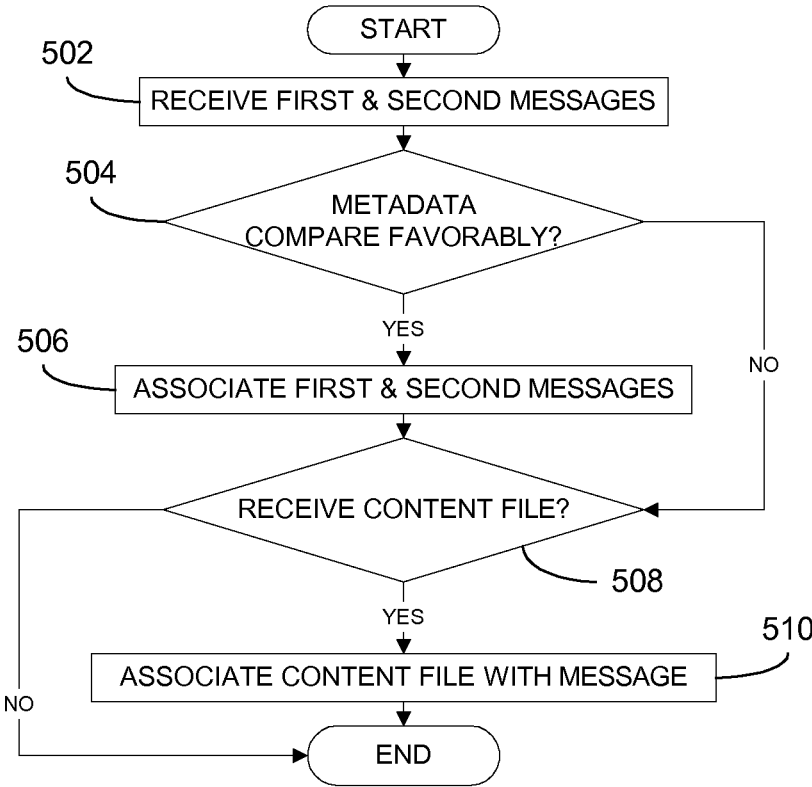 START
502
RECEIVE FIRST & SECOND MESSAGES
504
METADATA
COMPARE FAVORABLY?
YES
506
NO
ASSOCIATE FIRST & SECOND MESSAGES
RECEIVE CONTENT FILE?
508
YES
510
ASSOCIATE CONTENT FILE WITH MESSAGE
NO
END